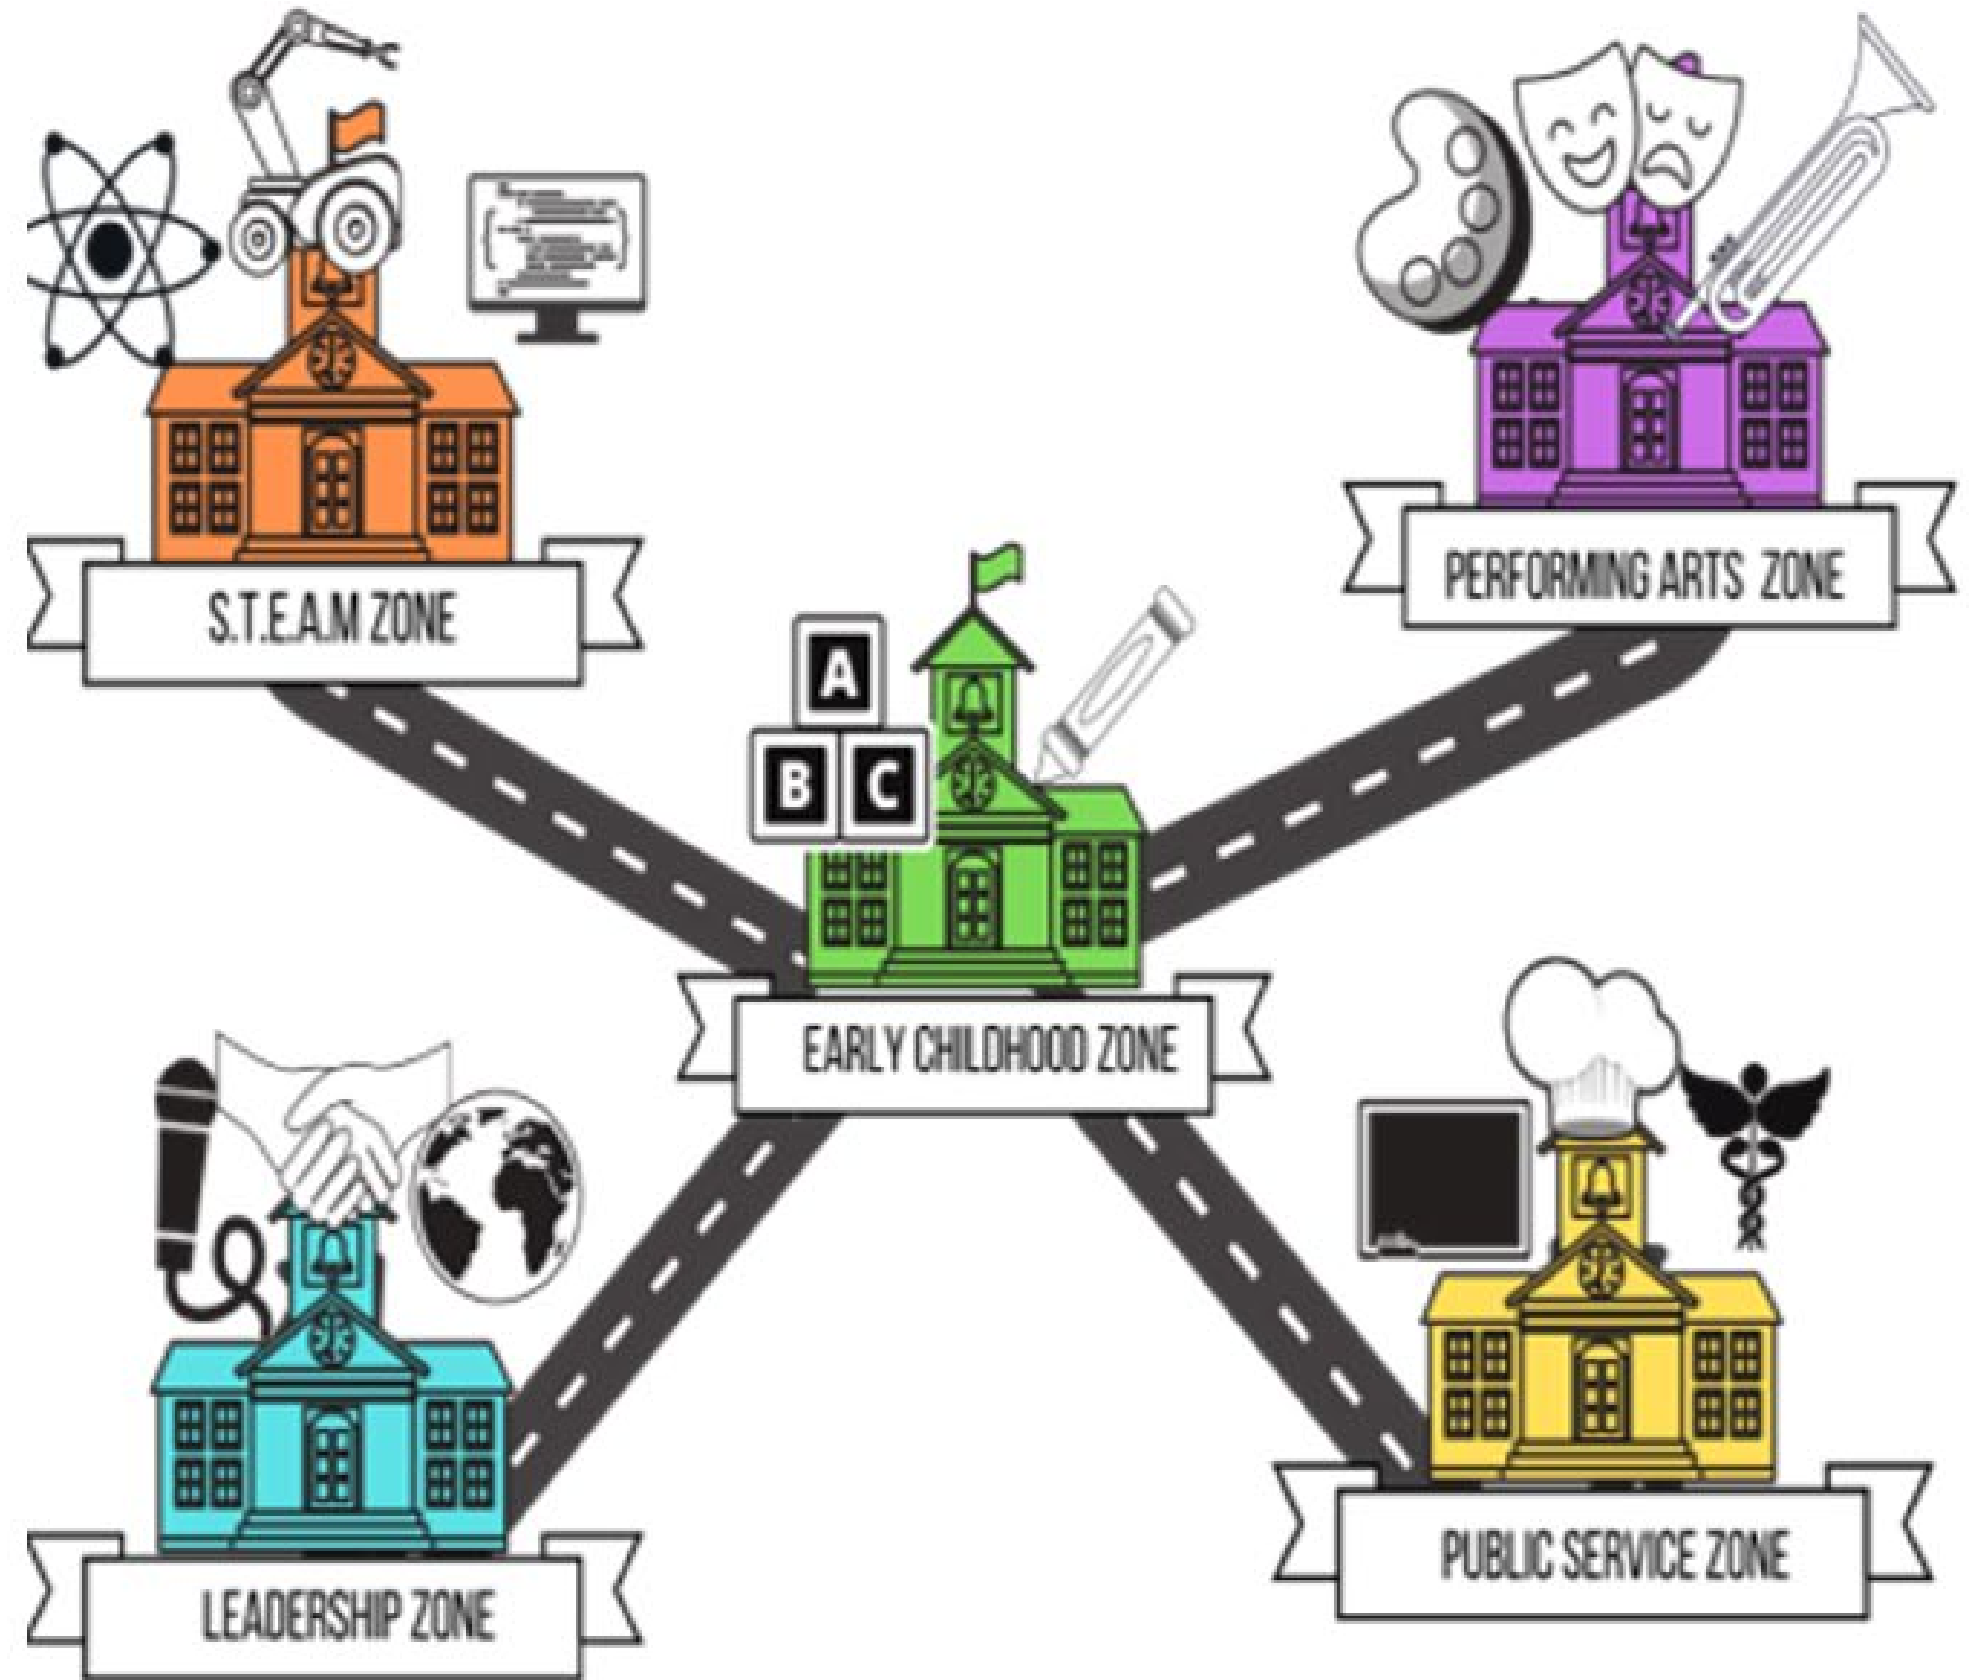 S.T.E.A.M ZONE
PERFORMING ARTS ZONE
A
B C
EARLY CHILDHOOD ZONE
LEADERSHIP ZONE
PUBLIC SERVICE ZONE